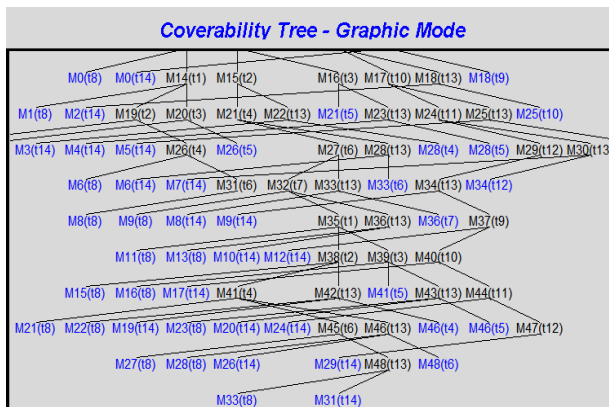 Coverability Tree - Graphic Mode
M0(t8) M0(t14) M14(t1) M15(t2) M16(t3) M17(t10) M18(t13) M18(t9)
M1(t8) M2(t14) M19(t2) M20(t3) M21(t4) M22(t13) M21(t5) M23(t13) M24(t11) M25(t13) M25(t10)
M3(t14) M4(t14) M5(t14) M26(t4) M26(t5) M27(t6) M28(t13) M28(t4) M28(t5) M29(t12) M30(t13
M6(t8) M6(t14) M7(t14) M31(t6) M32(t7) M33(t13) M33(t6) M34(t13) M34(t12)
M8(t8) M9(t8) M8(t14) M9(t14) M35(t1) M36(t13) M36(t7) M37(t9)
M11(t8) M13(t8) M10(t14) M12(t14) M38(t2) M39(t3) M40(t10)
M15(t8) M16(t8) M17(t14) M41(t4) M42(t13) M41(t5) M43(t13) M44(t11)
M21(t8) M22(t8) M19(t14) M23(t8) M20(t14) M24(t14) M45(t6) M46(t13) M46(t4) M46(t5) M47(t12)
M27(t8) M28(t8) M26(t14) M29(t14) M48(t13) M48(t6)
M33(t8) M31(t14)